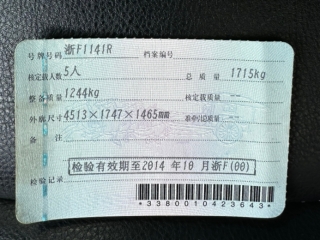 号牌号码 浙F1141R 档案编号
核定载人数 5人 总质量 1715kg
整备质量 1244kg 核定载质量 --
外廓尺寸 4513×1747×1465mm 准牵引总质量 --
备注
检验有效期至2014年10月浙F(00)
检验记录
*3380010423643*